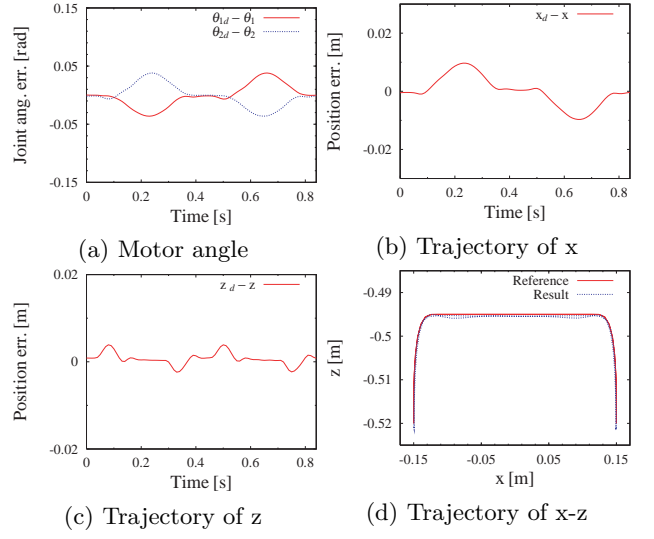 θ1d – θ1
θ2d – θ2
Joint ang. err. [rad]
0.15
0.05
-0.05
-0.15
0 0.2 0.4 0.6 0.8
Time [s]
(a) Motor angle
x d – x
Position err. [m]
0.02
0
-0.02
0 0.2 0.4 0.6 0.8
Time [s]
(b) Trajectory of x
z d – z
Position err. [m]
0.02
0
-0.02
0 0.2 0.4 0.6 0.8
Time [s]
(c) Trajectory of z
Reference
Result
z [m]
-0.49
-0.5
-0.51
-0.52
-0.15 -0.05 0.05 0.15
x [m]
(d) Trajectory of x-z